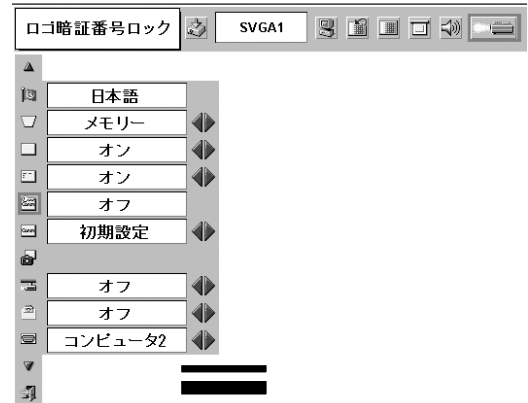 ロゴ暗証番号ロック
SVGA1
日本語
メモリー
オン
オン
オフ
初期設定
オフ
オフ
コンピュータ2